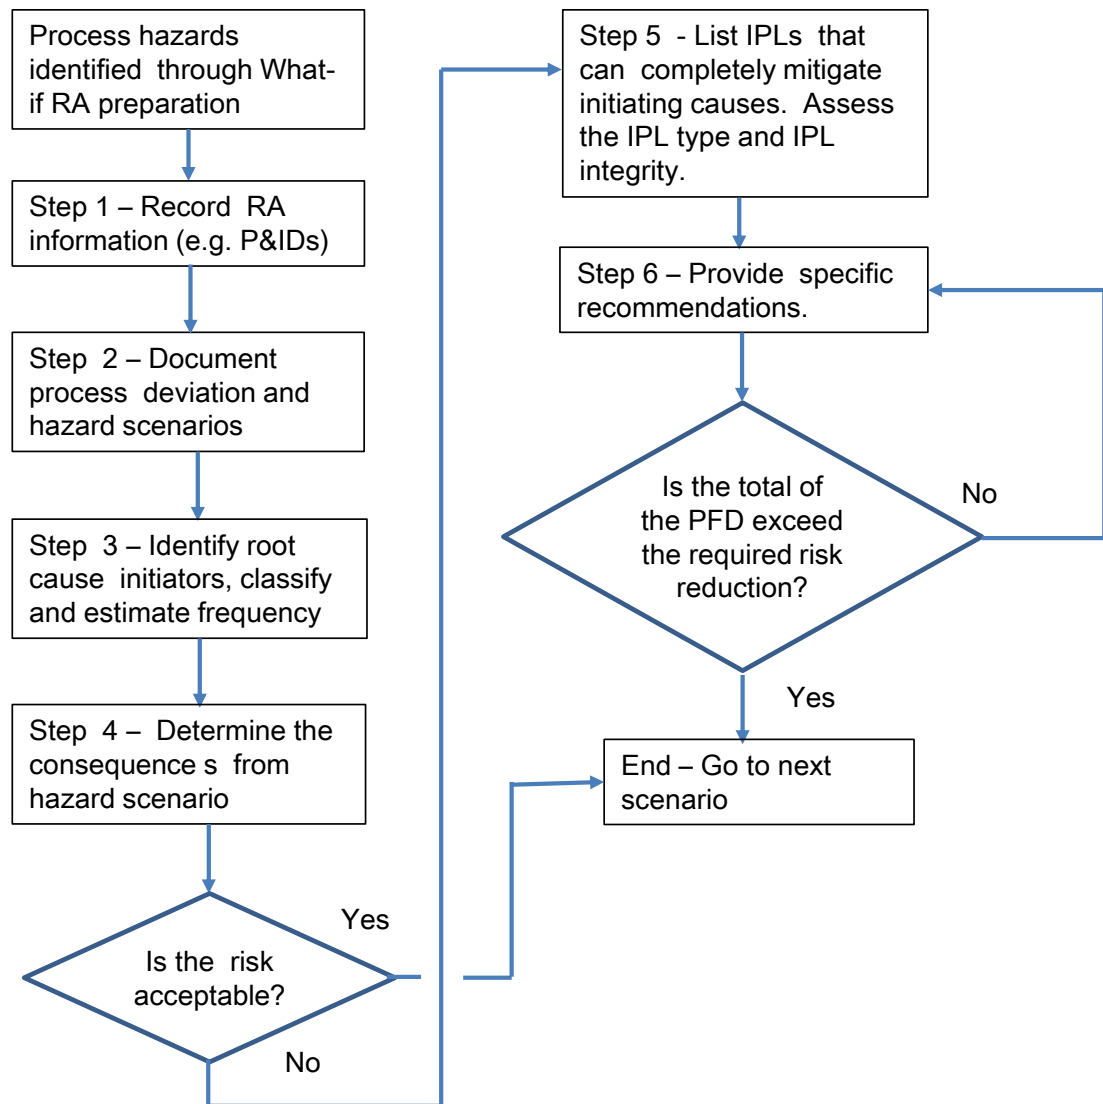 Process hazards
identified through What-
if RA preparation
Step 1 – Record RA
information (e.g. P&IDs)
Step 2 – Document
process deviation and
hazard scenarios
Step 3 – Identify root
cause initiators, classify
and estimate frequency
Step 4 – Determine the
consequence s from
hazard scenario
Is the risk
acceptable?
Yes
No
Step 5 - List IPLs that
can completely mitigate
initiating causes. Assess
the IPL type and IPL
integrity.
Step 6 – Provide specific
recommendations.
Is the total of
the PFD exceed
the required risk
reduction?
No
Yes
End – Go to next
scenario